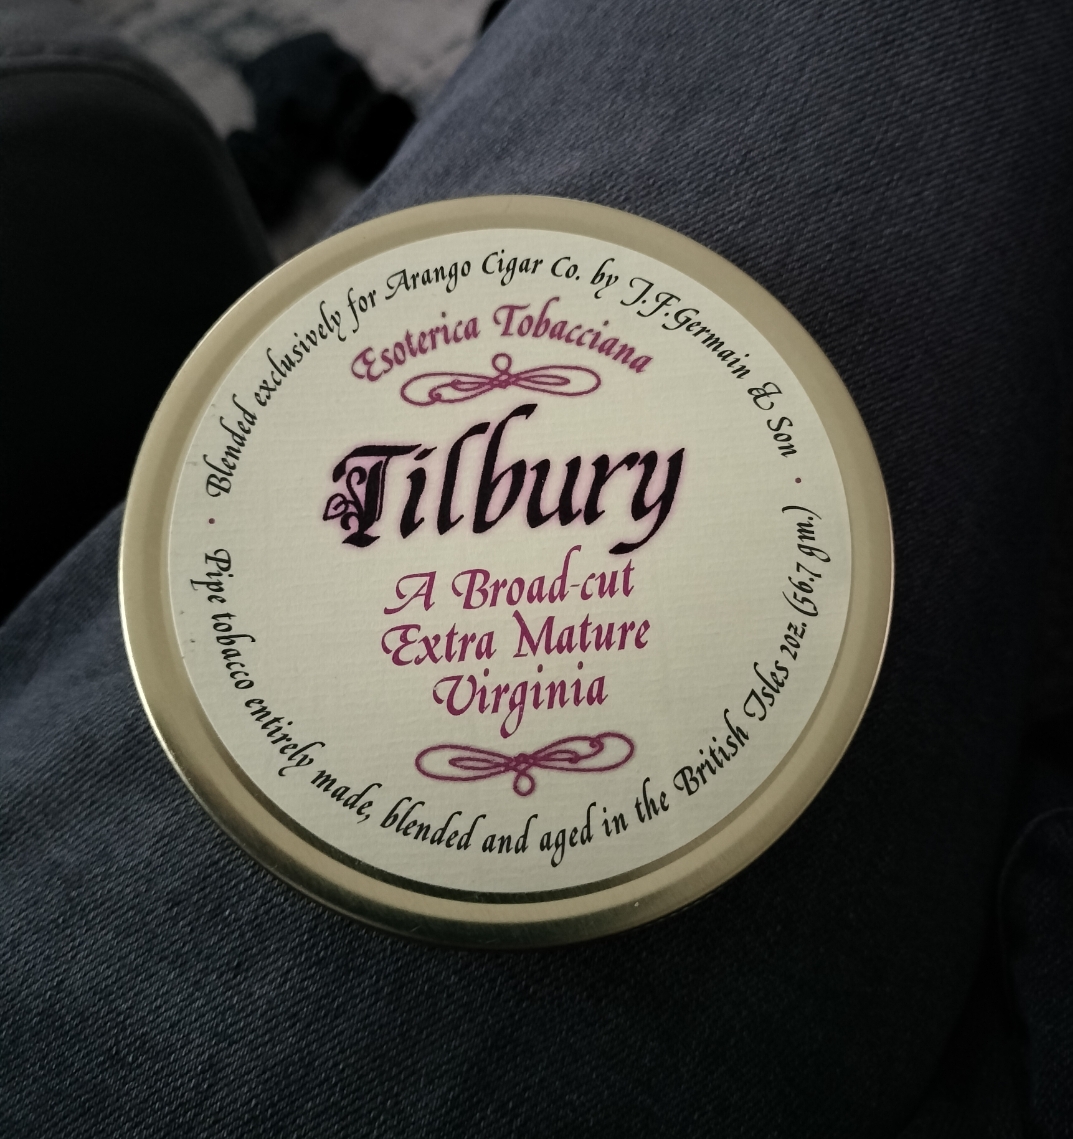 Blended exclusively for Arango Cigar Co. by J.F. Germain & Son
Esoterica Tobacciana
Tilbury
A Broad-cut
Extra Mature
Virginia
Pipe tobacco entirely made, blended and aged in the British Isles 2oz. (56.7 gm.)